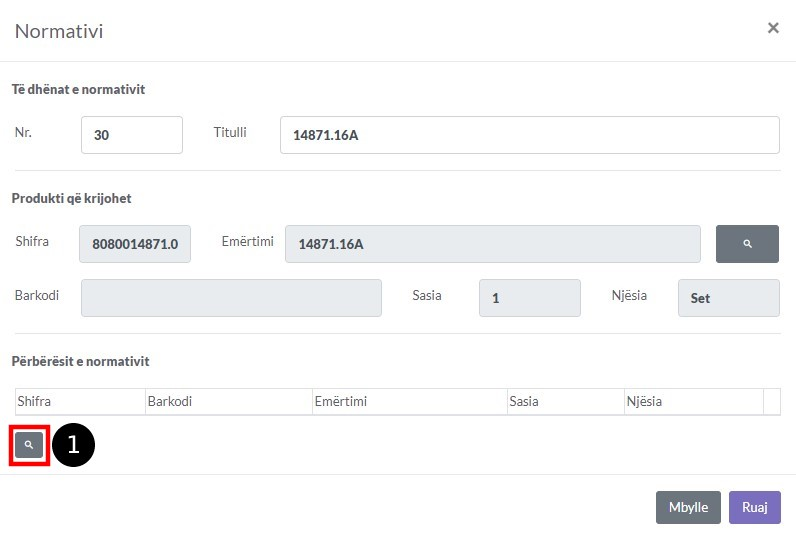 Normativi ×
Të dhënat e normativit
Nr. 30 Titulli 14871.16A
Produkti që krijohet
Shifra 8080014871.0 Emërtimi 14871.16A
Barkodi Sasia 1 Njësia Set
Përbërësit e normativit
Shifra Barkodi Emërtimi Sasia Njësia
1
Mbylle Ruaj